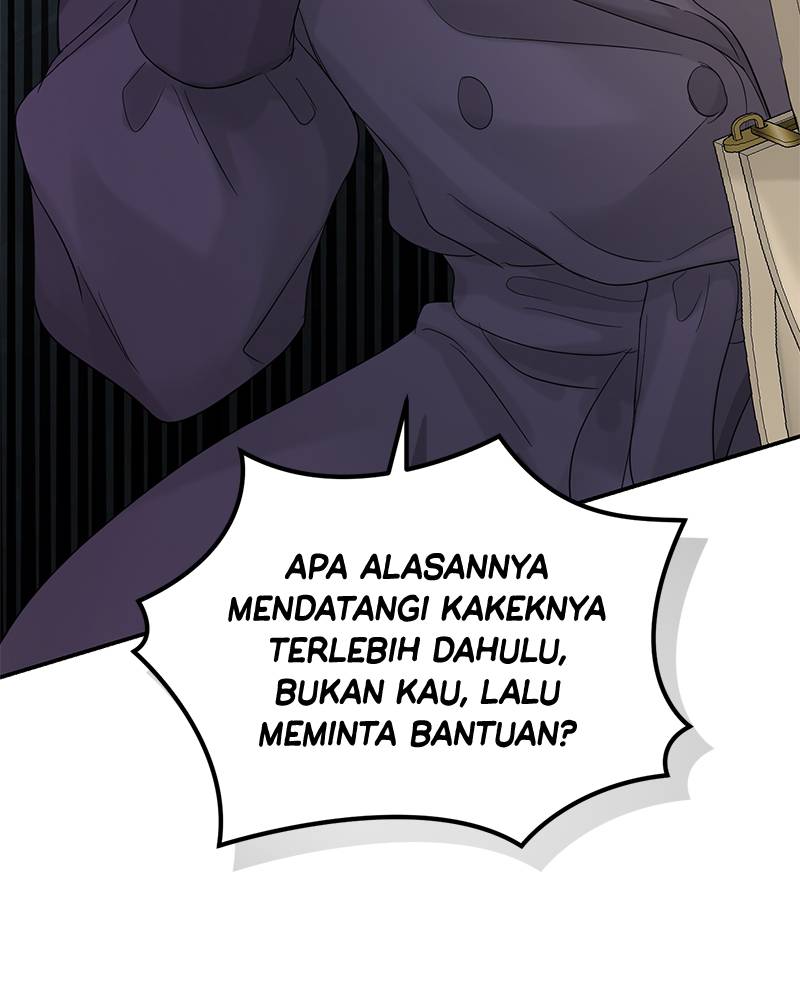 APA ALASANNYA
MENDATANGI KAKEKNYA
TERLEBIH DAHULU,
BUKAN KAU, LALU
MEMINTA BANTUAN?